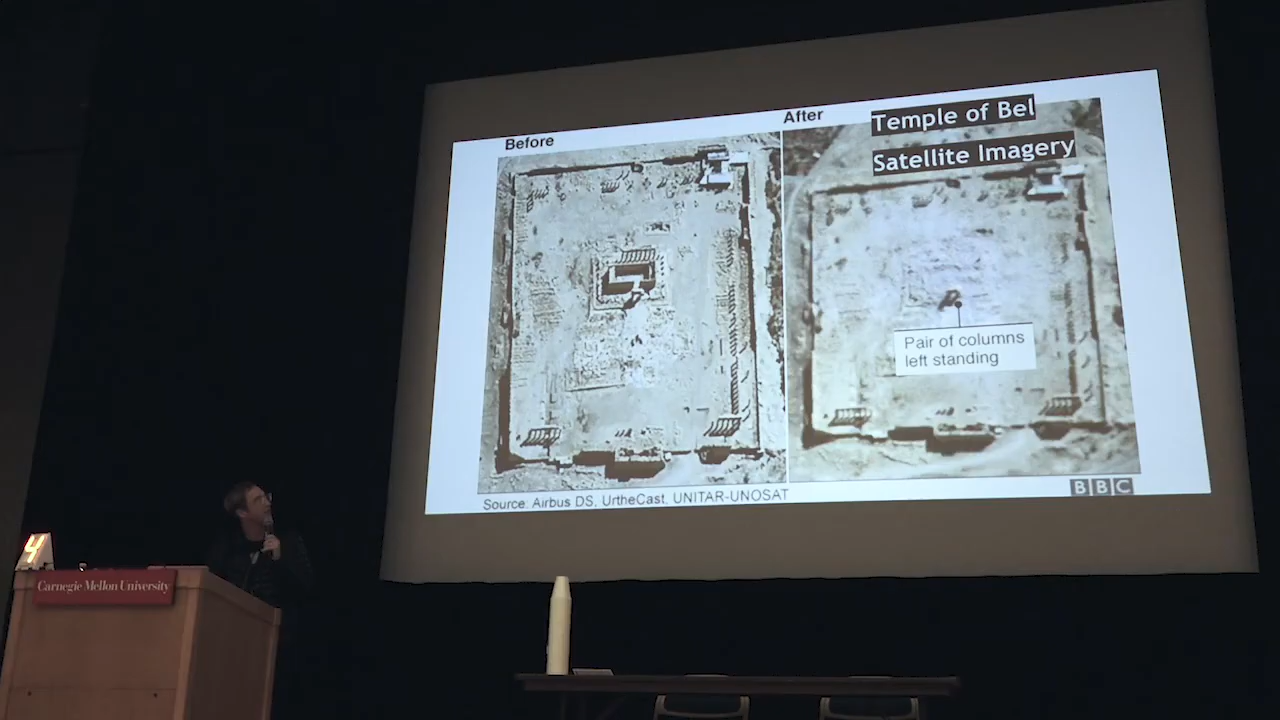 Before
After
Temple of Bel
Satellite Imagery
Pair of columns
left standing
Source: Airbus DS, UrtheCast, UNITAR-UNOSAT
BBC
4
Carnegie Mellon University